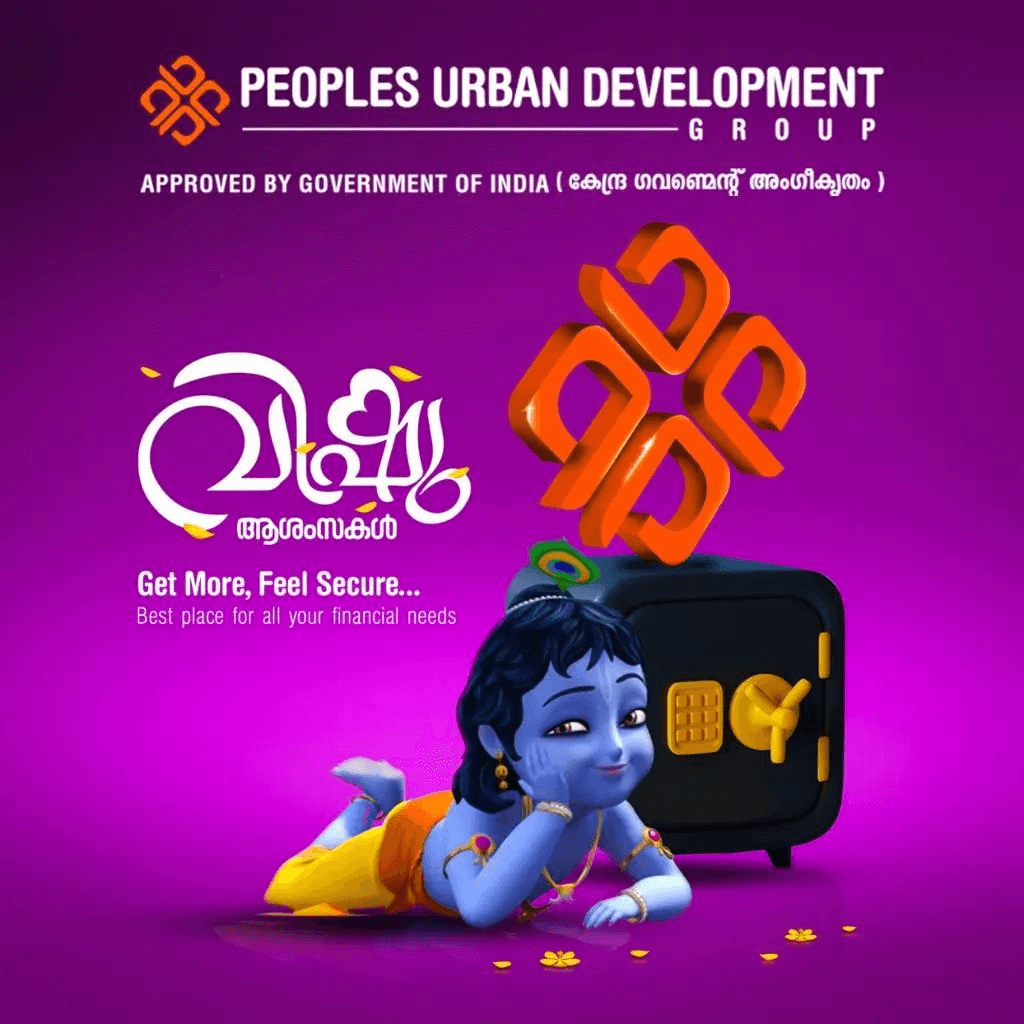 PEOPLES URBAN DEVELOPMENT
GROUP
APPROVED BY GOVERNMENT OF INDIA ( കേന്ദ്ര ഗവണ്മെന്റ് അംഗീകൃതം )
വിഷു
ആശംസകൾ
Get More, Feel Secure...
Best place for all your financial needs